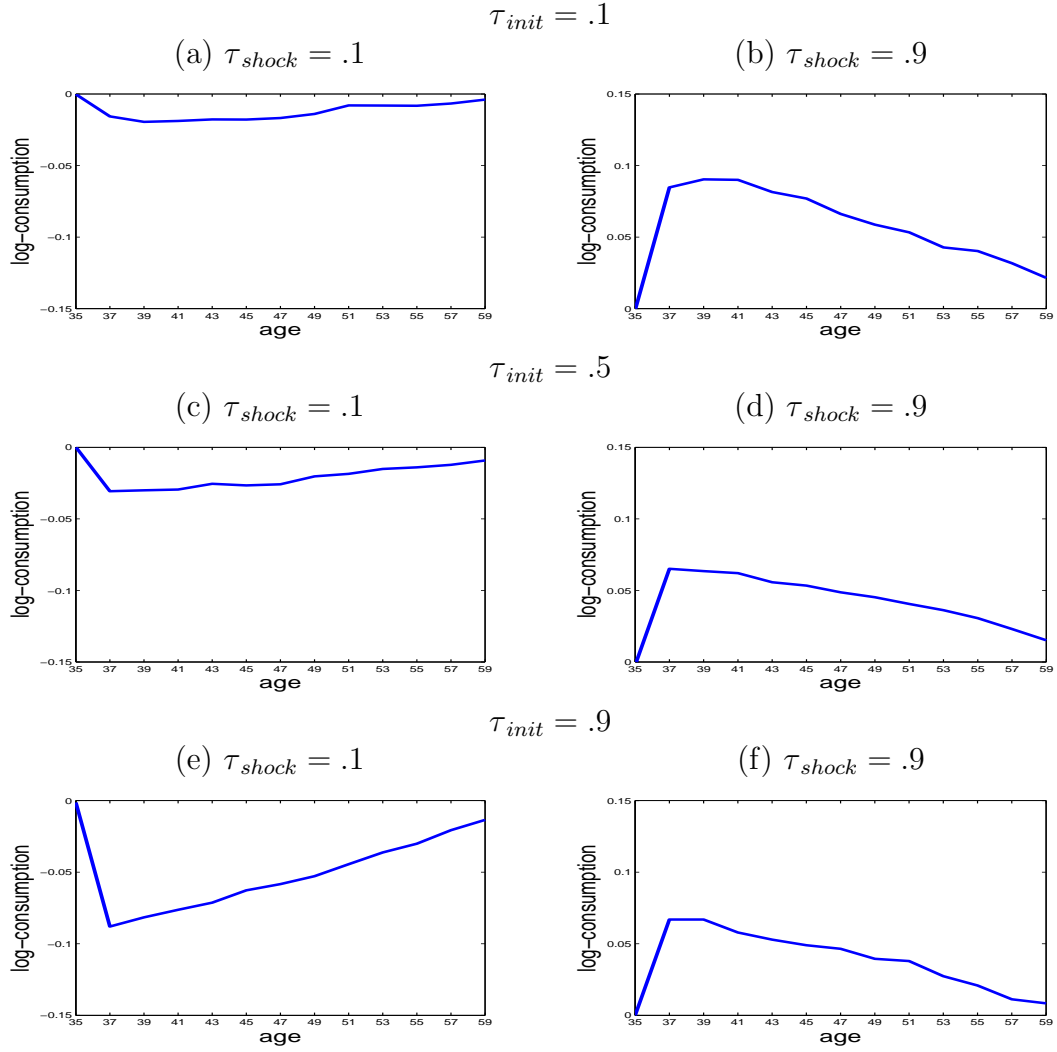 τ_init = .1
(a) τ_shock = .1
(b) τ_shock = .9
0
−0.05
−0.1
−0.15
log−consumption
35 37 39 41 43 45 47 49 51 53 55 57 59
age
0.15
0.1
0.05
0
log−consumption
35 37 39 41 43 45 47 49 51 53 55 57 59
age
τ_init = .5
(c) τ_shock = .1
(d) τ_shock = .9
0
−0.05
−0.1
−0.15
log−consumption
35 37 39 41 43 45 47 49 51 53 55 57 59
age
0.15
0.1
0.05
0
log−consumption
35 37 39 41 43 45 47 49 51 53 55 57 59
age
τ_init = .9
(e) τ_shock = .1
(f) τ_shock = .9
0
−0.05
−0.1
−0.15
log−consumption
35 37 39 41 43 45 47 49 51 53 55 57 59
age
0.15
0.1
0.05
0
log−consumption
35 37 39 41 43 45 47 49 51 53 55 57 59
age